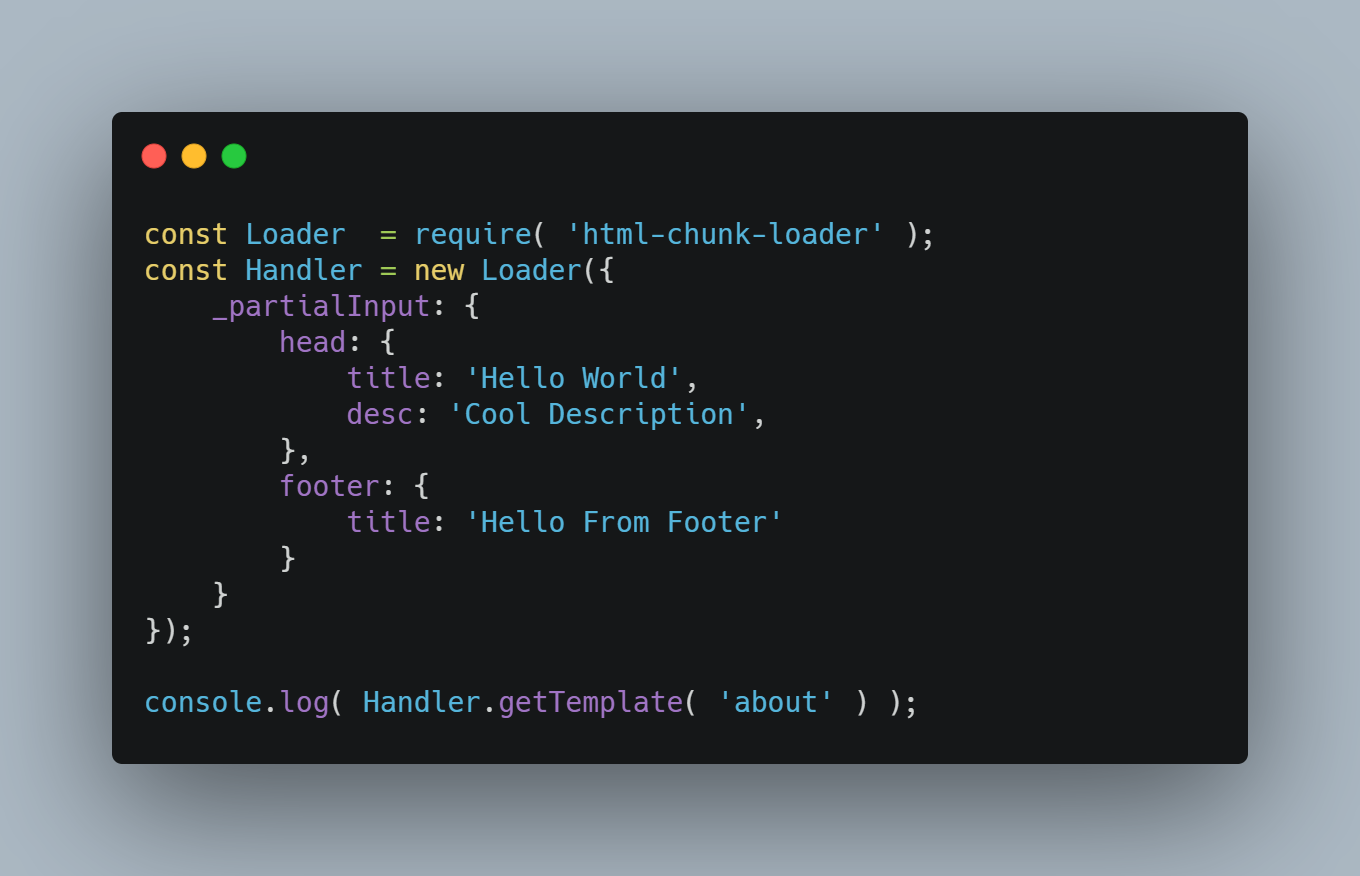 const Loader  = require( 'html-chunk-loader' );
const Handler = new Loader({
    _partialInput: {
        head: {
            title: 'Hello World',
            desc: 'Cool Description',
        },
        footer: {
            title: 'Hello From Footer'
        }
    }
});

console.log( Handler.getTemplate( 'about' ) );